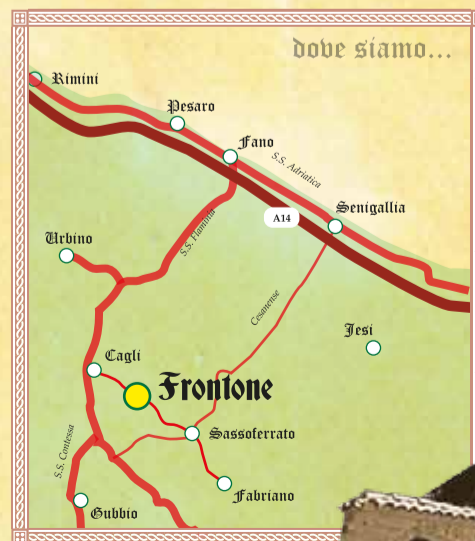 dove siamo...
Rimini
Pesaro
Fano
S.S. Adriatica
A14
Senigallia
S.S. Flaminia
Urbino
Cesanense
Jesi
Cagli
Frontone
Sassoferrato
S.S. Contessa
Fabriano
Gubbio